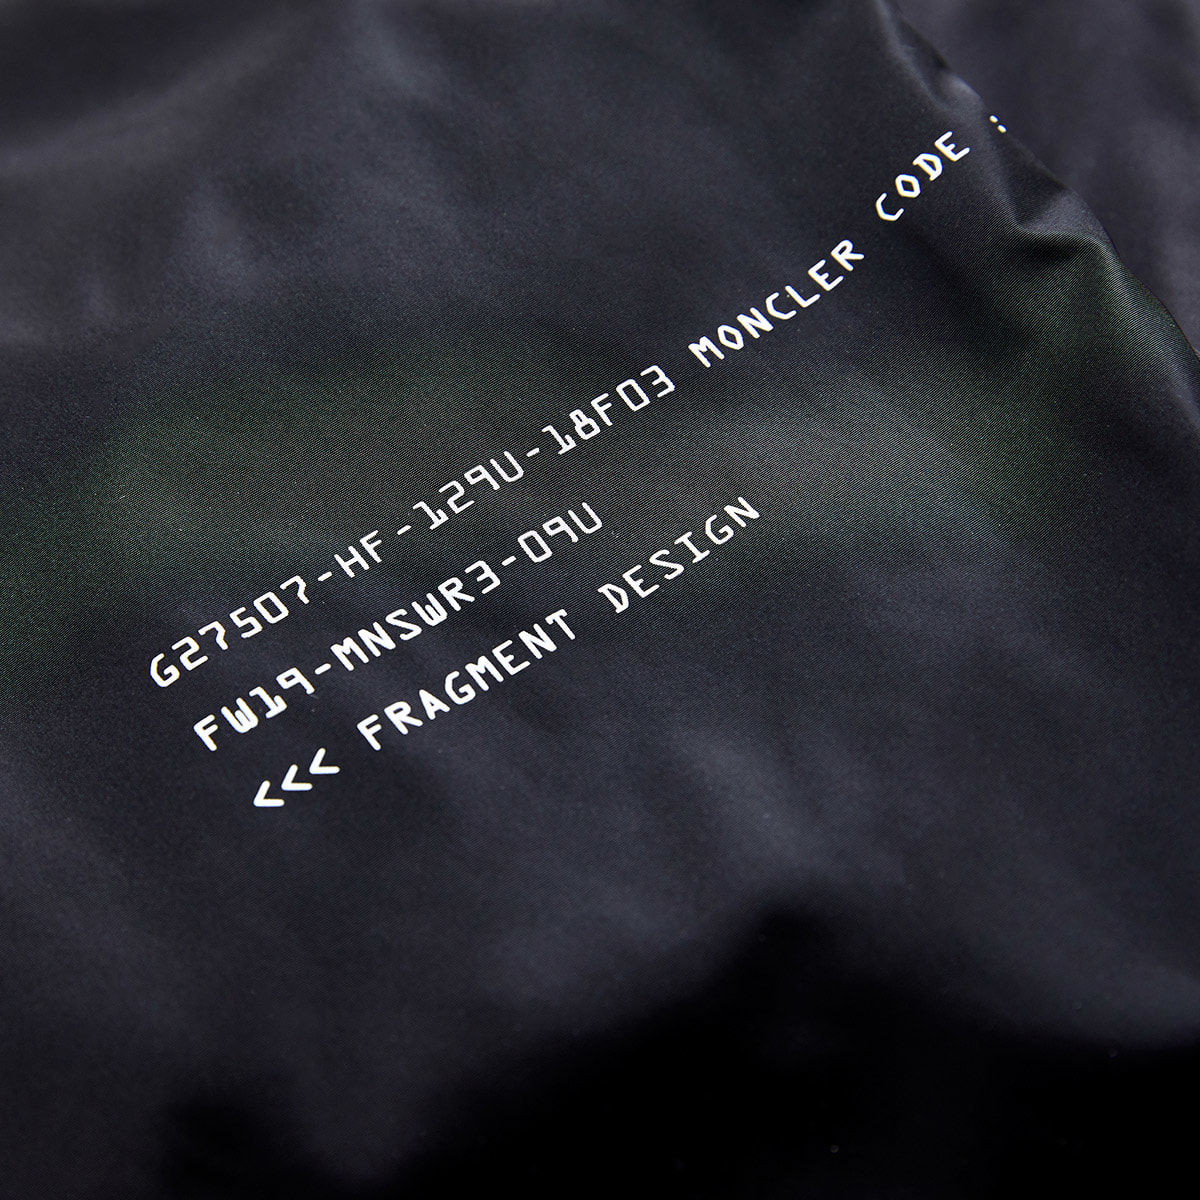 G27507-HF-129U-18F03 MONCLER CODE :
FW19-MNSWR3-09U
<<< FRAGMENT DESIGN